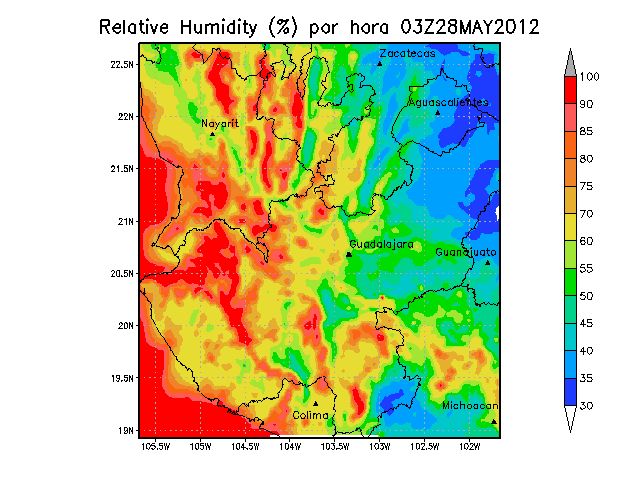 Relative Humidity (%) por hora 03Z28MAY2012
22.5N
22N
21.5N
21N
20.5N
20N
19.5N
19N
105.5W
105W
104.5W
104W
103.5W
103W
102.5W
102W
Zacatecas
Aguascalientes
Nayarit
Guadalajara
Guanajuato
Colima
Michoacan
100
90
85
80
75
70
65
60
55
50
45
40
35
30